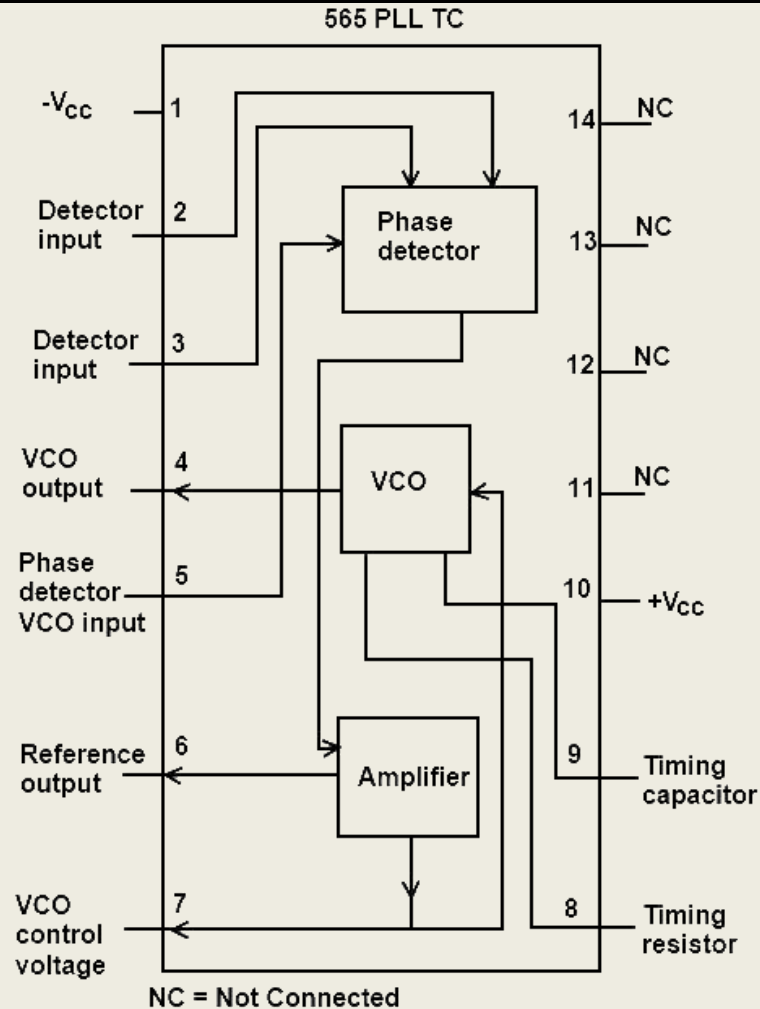 565 PLL TC
-VCC
1
14
NC
Detector
input
2
Phase
detector
13
NC
Detector
input
3
12
NC
VCO
output
4
VCO
11
NC
Phase
detector
VCO input
5
10
+VCC
Reference
output
6
Amplifier
9
Timing
capacitor
VCO
control
voltage
7
8
Timing
resistor
NC = Not Connected